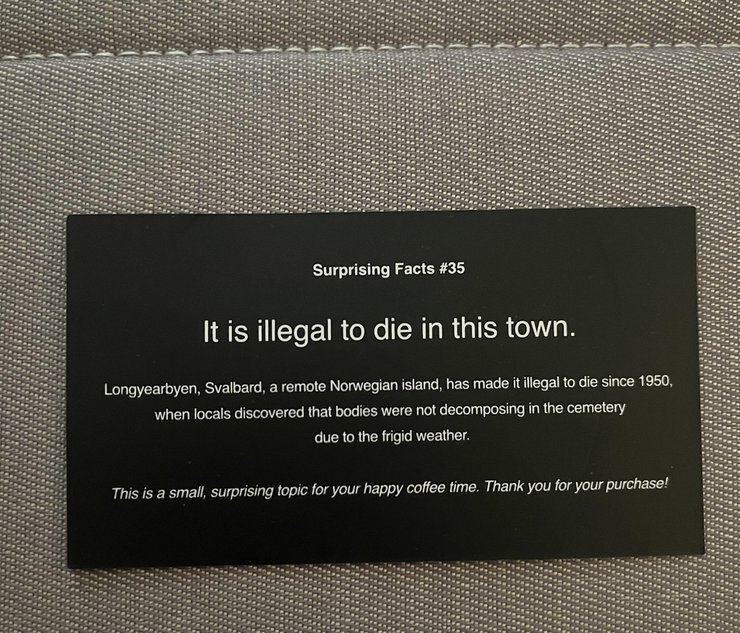 Surprising Facts #35
It is illegal to die in this town.
Longyearbyen, Svalbard, a remote Norwegian island, has made it illegal to die since 1950,
when locals discovered that bodies were not decomposing in the cemetery
due to the frigid weather.
This is a small, surprising topic for your happy coffee time. Thank you for your purchase!